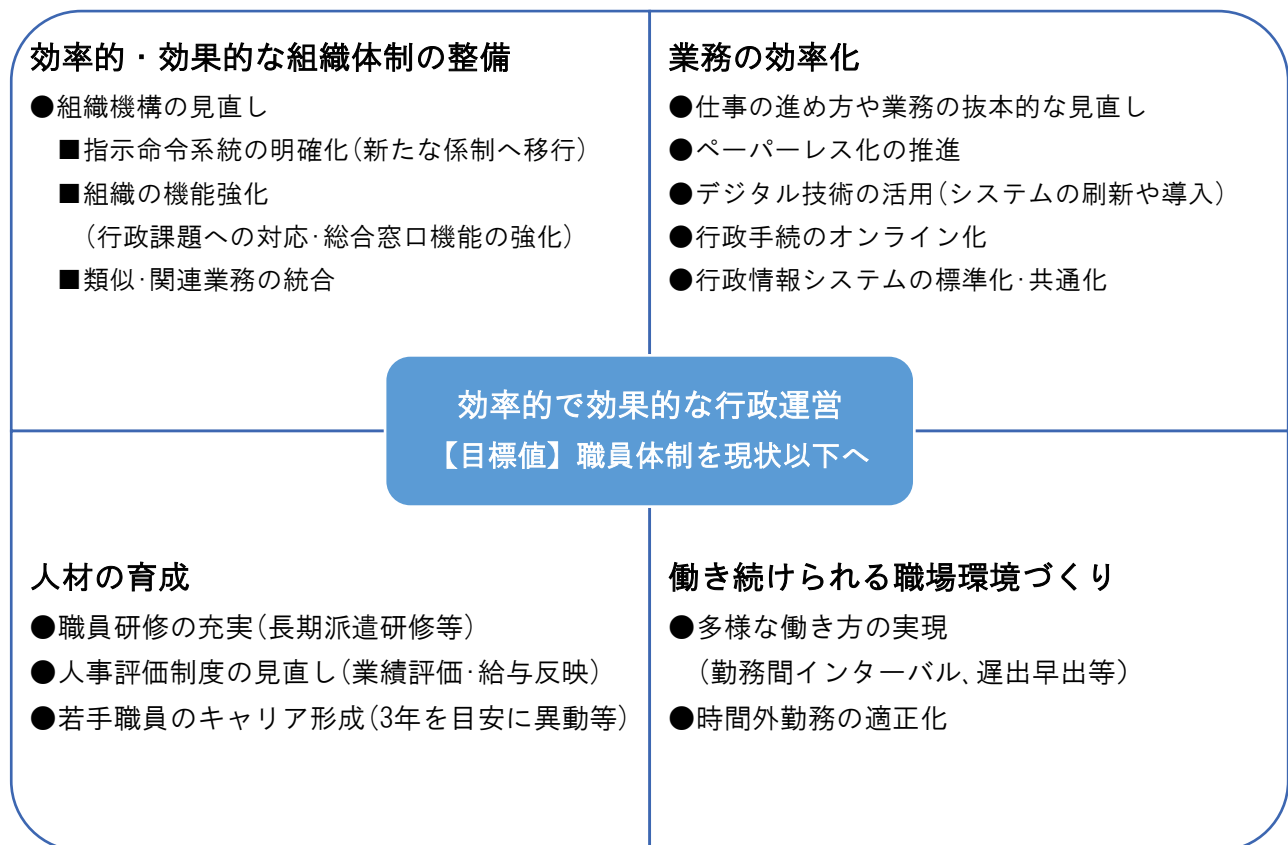 効率的・効果的な組織体制の整備
●組織機構の見直し
■指示命令系統の明確化(新たな係制へ移行)
■組織の機能強化
(行政課題への対応･総合窓口機能の強化)
■類似･関連業務の統合
業務の効率化
●仕事の進め方や業務の抜本的な見直し
●ペーパーレス化の推進
●デジタル技術の活用(システムの刷新や導入)
●行政手続のオンライン化
●行政情報システムの標準化･共通化
効率的で効果的な行政運営
【目標値】職員体制を現状以下へ
人材の育成
●職員研修の充実(長期派遣研修等)
●人事評価制度の見直し(業績評価･給与反映)
●若手職員のキャリア形成(3年を目安に異動等)
働き続けられる職場環境づくり
●多様な働き方の実現
(勤務間インターバル､遅出早出等)
●時間外勤務の適正化